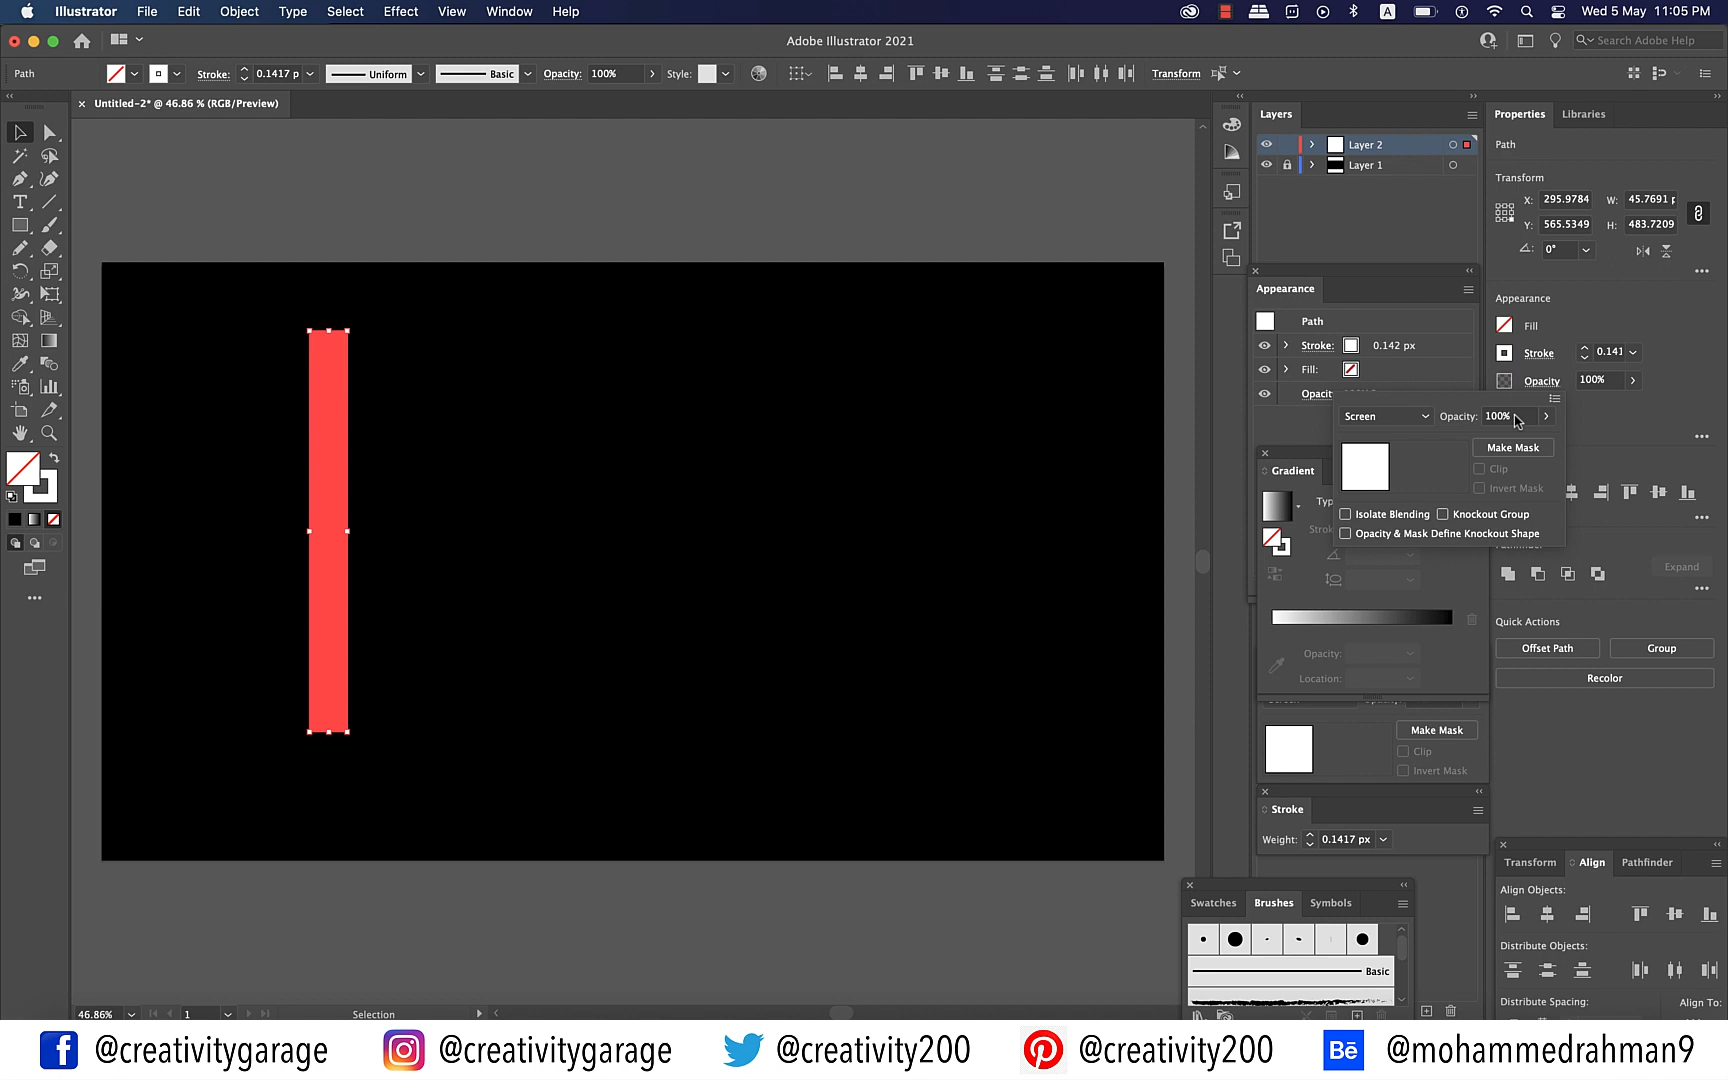 Illustrator File Edit Object Type Select Effect View Window Help
A
Wed 5 May 11:05 PM
Adobe Illustrator 2021
Search Adobe Help
Path
Stroke:
0.1417 p
Uniform
Basic
Opacity:
100%
Style:
Transform
Untitled-2* @ 46.86 % (RGB/Preview)
Layers
Layer 2
Layer 1
Properties Libraries
Path
Transform
X: 295.9784 W: 45.7691 p
Y: 565.5349 H: 483.7209
0°
Appearance
Fill
Stroke
0.141
Opacity
100%
Appearance
Path
Stroke:
0.142 px
Fill:
Opacit
Screen
Opacity:
100%
Make Mask
Clip
Invert Mask
Isolate Blending
Knockout Group
Opacity & Mask Define Knockout Shape
Gradient
Typ
Strok
Opacity:
Location:
Expand
Quick Actions
Offset Path
Group
Recolor
Make Mask
Clip
Invert Mask
Stroke
Weight:
0.1417 px
Swatches Brushes Symbols
Basic
Transform Align Pathfinder
Align Objects:
Distribute Objects:
Distribute Spacing:
Align To:
46.86%
1
Selection
@creativitygarage
@creativitygarage
@creativity200
@creativity200
Bē @mohammedrahman9